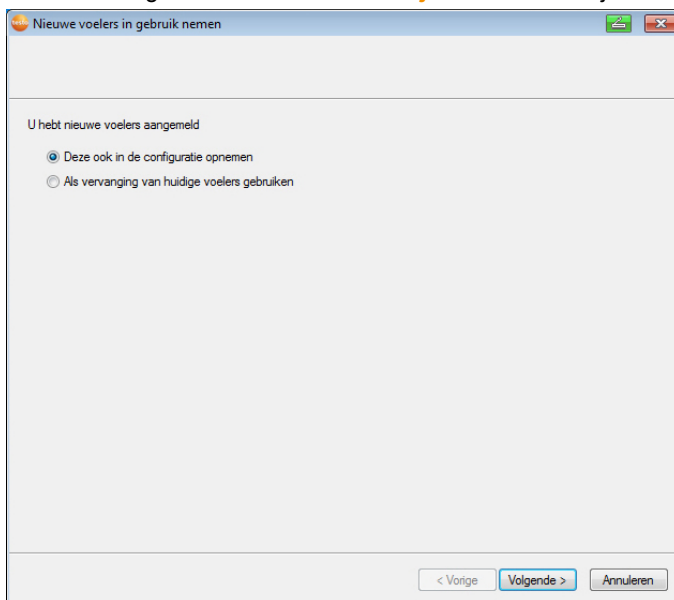 Nieuwe voelers in gebruik nemen
U hebt nieuwe voelers aangemeld
Deze ook in de configuratie opnemen
Als vervanging van huidige voelers gebruiken
< Vorige Volgende > Annuleren